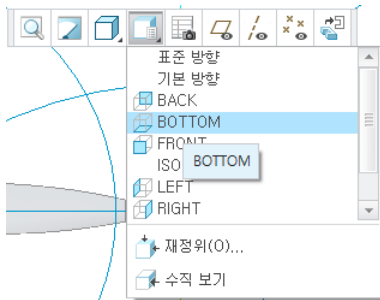 표준 방향
기본 방향
BACK
BOTTOM
FRONT
BOTTOM
ISO
LEFT
RIGHT
재정위(O)...
수직 보기